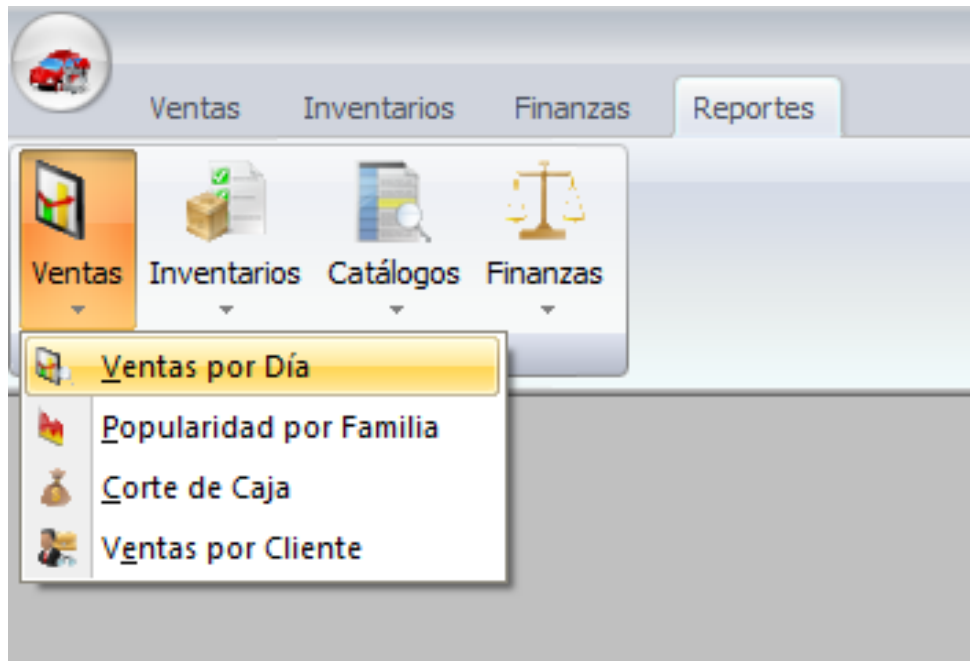 Ventas Inventarios Finanzas Reportes
Ventas Inventarios Catálogos Finanzas
Ventas por Día
Popularidad por Familia
Corte de Caja
Ventas por Cliente